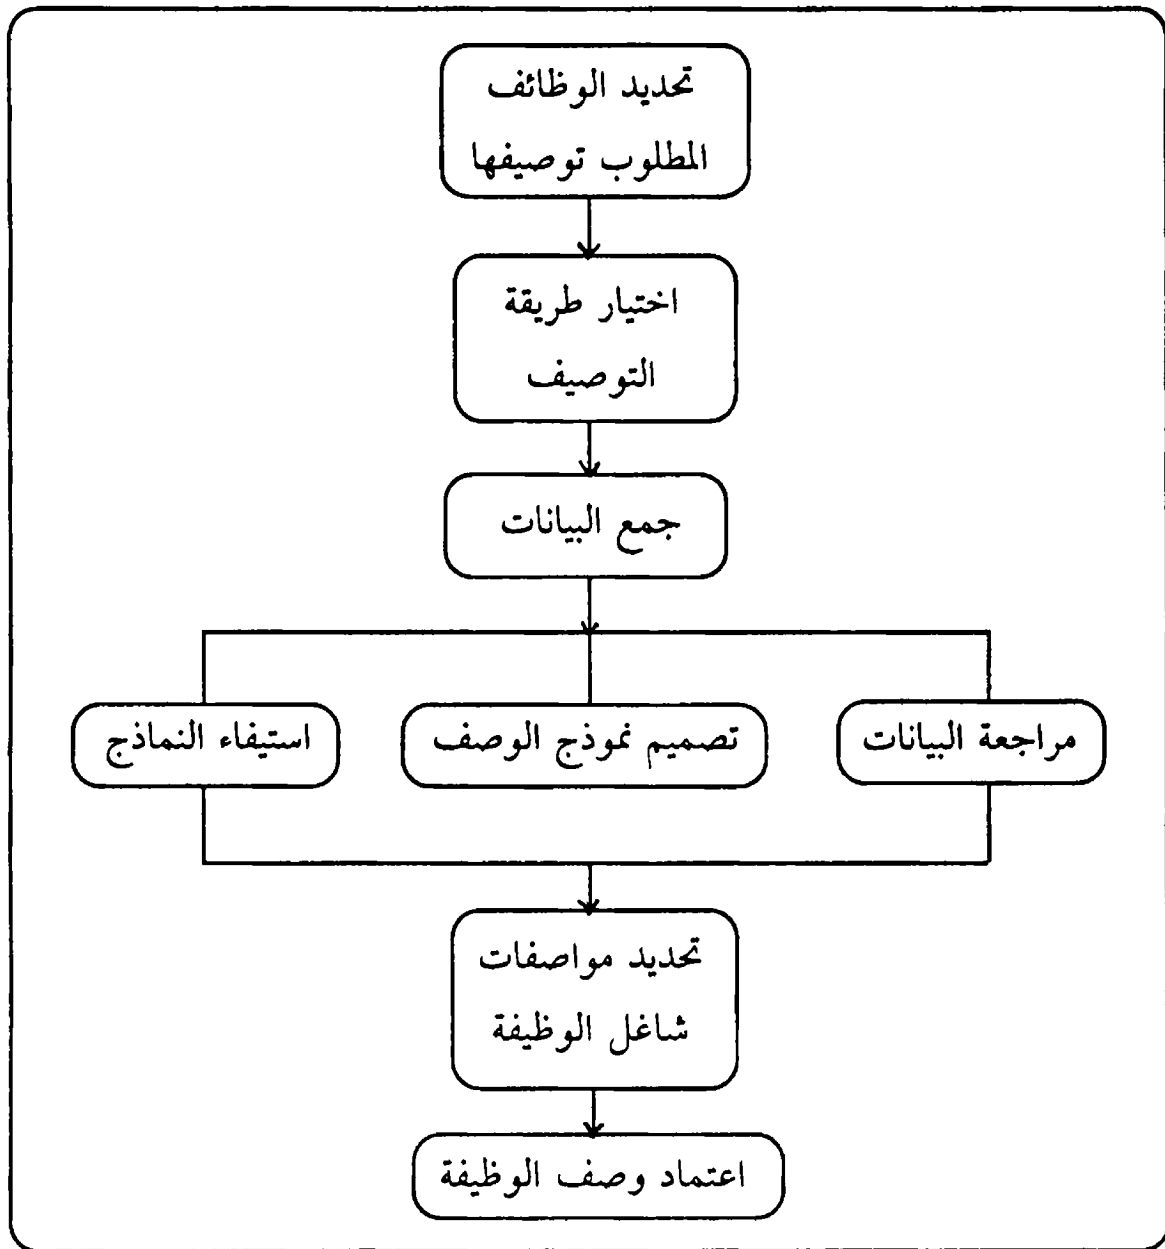 تحديد الوظائف
المطلوب توصيفها
اختيار طريقة
التوصيف
جمع البيانات
مراجعة البيانات
تصميم نموذج الوصف
استيفاء النماذج
تحديد مواصفات
شاغل الوظيفة
اعتماد وصف الوظيفة